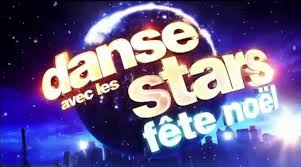 danse
avec les
stars
fête noël